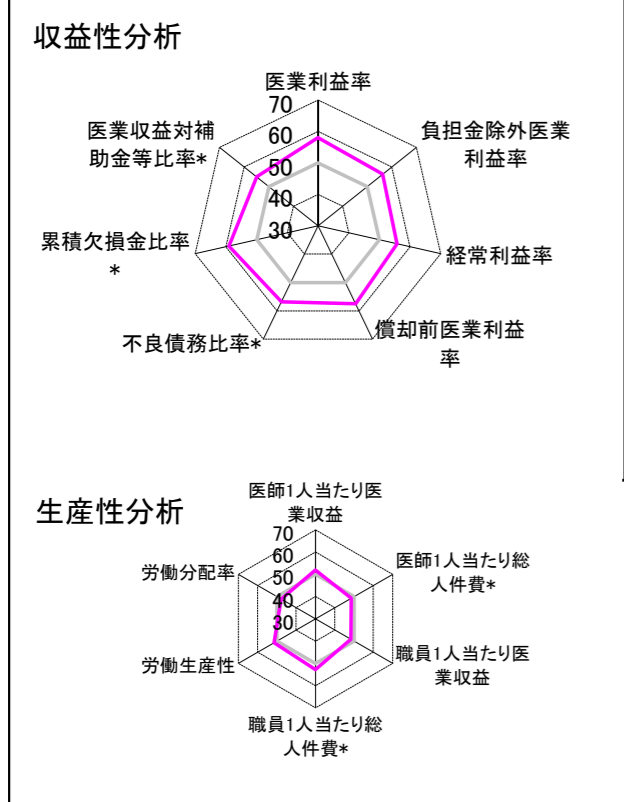 収益性分析
医業利益率
70
60
50
40
30
負担金除外医業
利益率
経常利益率
償却前医業利益
率
不良債務比率*
累積欠損金比率
*
医業収益対補
助金等比率*
生産性分析
医師1人当たり医
業収益
70
60
50
40
30
医師1人当たり総
人件費*
職員1人当たり医
業収益
職員1人当たり総
人件費*
労働生産性
労働分配率